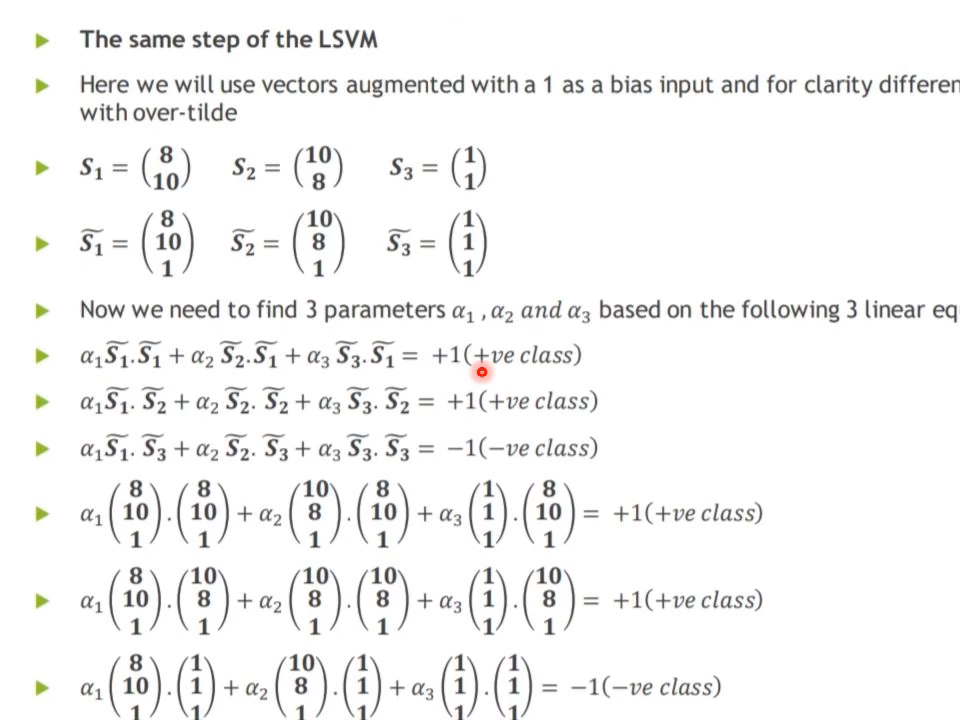 The same step of the LSVM
Here we will use vectors augmented with a 1 as a bias input and for clarity
with over-tilde
S₁ = (8 10) S₂ = (10 8) S₃ = (1 1)
S̃₁ = (8 10 1) S̃₂ = (10 8 1) S̃₃ = (1 1 1)
Now we need to find 3 parameters α₁ , α₂ and α₃ based on the following 3 linear
α₁S̃₁.S̃₁ + α₂ S̃₂.S̃₁ + α₃ S̃₃.S̃₁ = +1(+ve class)
α₁S̃₁. S̃₂ + α₂ S̃₂. S̃₂ + α₃ S̃₃. S̃₂ = +1(+ve class)
α₁S̃₁. S̃₃ + α₂ S̃₂. S̃₃ + α₃ S̃₃. S̃₃ = −1(−ve class)
α₁ (8 10 1) . (8 10 1) + α₂ (10 8 1) . (8 10 1) + α₃ (1 1 1) . (8 10 1) = +1(+ve class)
α₁ (8 10 1) . (10 8 1) + α₂ (10 8 1) . (10 8 1) + α₃ (1 1 1) . (10 8 1) = +1(+ve class)
α₁ (8 10 1) . (1 1 1) + α₂ (10 8 1) . (1 1 1) + α₃ (1 1 1) . (1 1 1) = −1(−ve class)